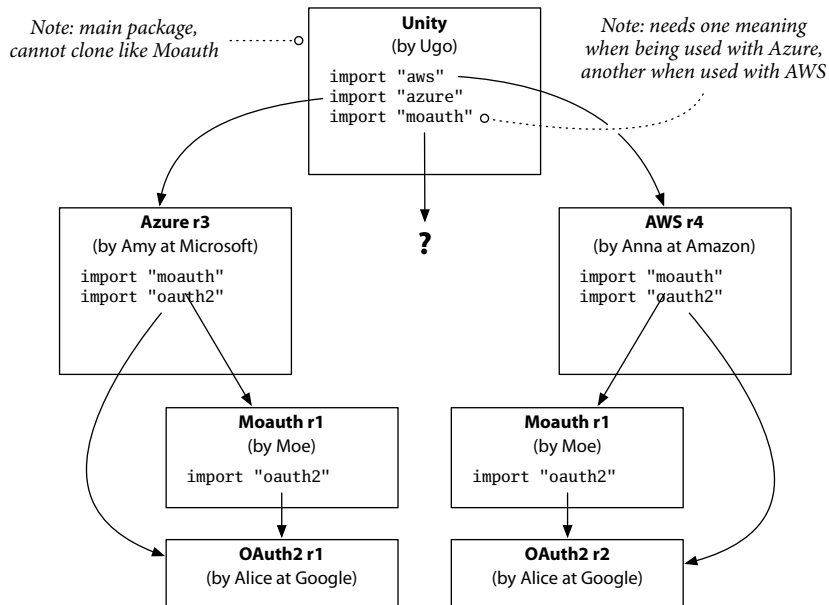 Note: main package,
cannot clone like Moauth
Unity
(by Ugo)
import "aws"
import "azure"
import "moauth"
Note: needs one meaning
when being used with Azure,
another when used with AWS
Azure r3
(by Amy at Microsoft)
import "moauth"
import "oauth2"
?
AWS r4
(by Anna at Amazon)
import "moauth"
import "oauth2"
Moauth r1
(by Moe)
import "oauth2"
Moauth r1
(by Moe)
import "oauth2"
OAuth2 r1
(by Alice at Google)
OAuth2 r2
(by Alice at Google)